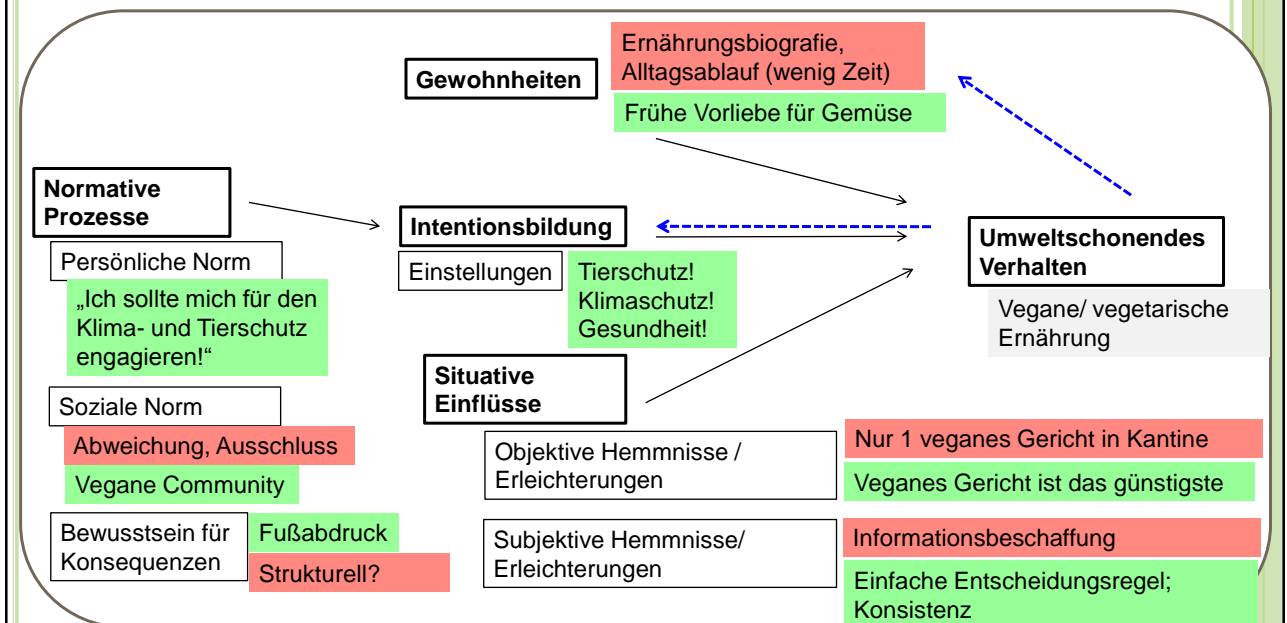 Gewohnheiten
Ernährungsbiografie,
Alltagsablauf (wenig Zeit)
Frühe Vorliebe für Gemüse
Normative
Prozesse
Persönliche Norm
„Ich sollte mich für den
Klima- und Tierschutz
engagieren!“
Soziale Norm
Abweichung, Ausschluss
Vegane Community
Bewusstsein für
Konsequenzen
Fußabdruck
Strukturell?
Intentionsbildung
Einstellungen
Tierschutz!
Klimaschutz!
Gesundheit!
Situative
Einflüsse
Objektive Hemmnisse /
Erleichterungen
Nur 1 veganes Gericht in Kantine
Veganes Gericht ist das günstigste
Subjektive Hemmnisse/
Erleichterungen
Informationsbeschaffung
Einfache Entscheidungsregel;
Konsistenz
Umweltschonendes
Verhalten
Vegane/ vegetarische
Ernährung